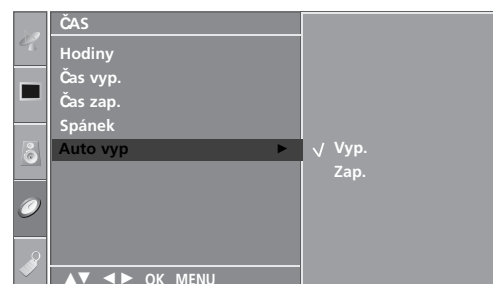 ČAS
Hodiny
Čas vyp.
Čas zap.
Spánek
Auto vyp ►
√ Vyp.
Zap.
▲▼ ◄► OK MENU